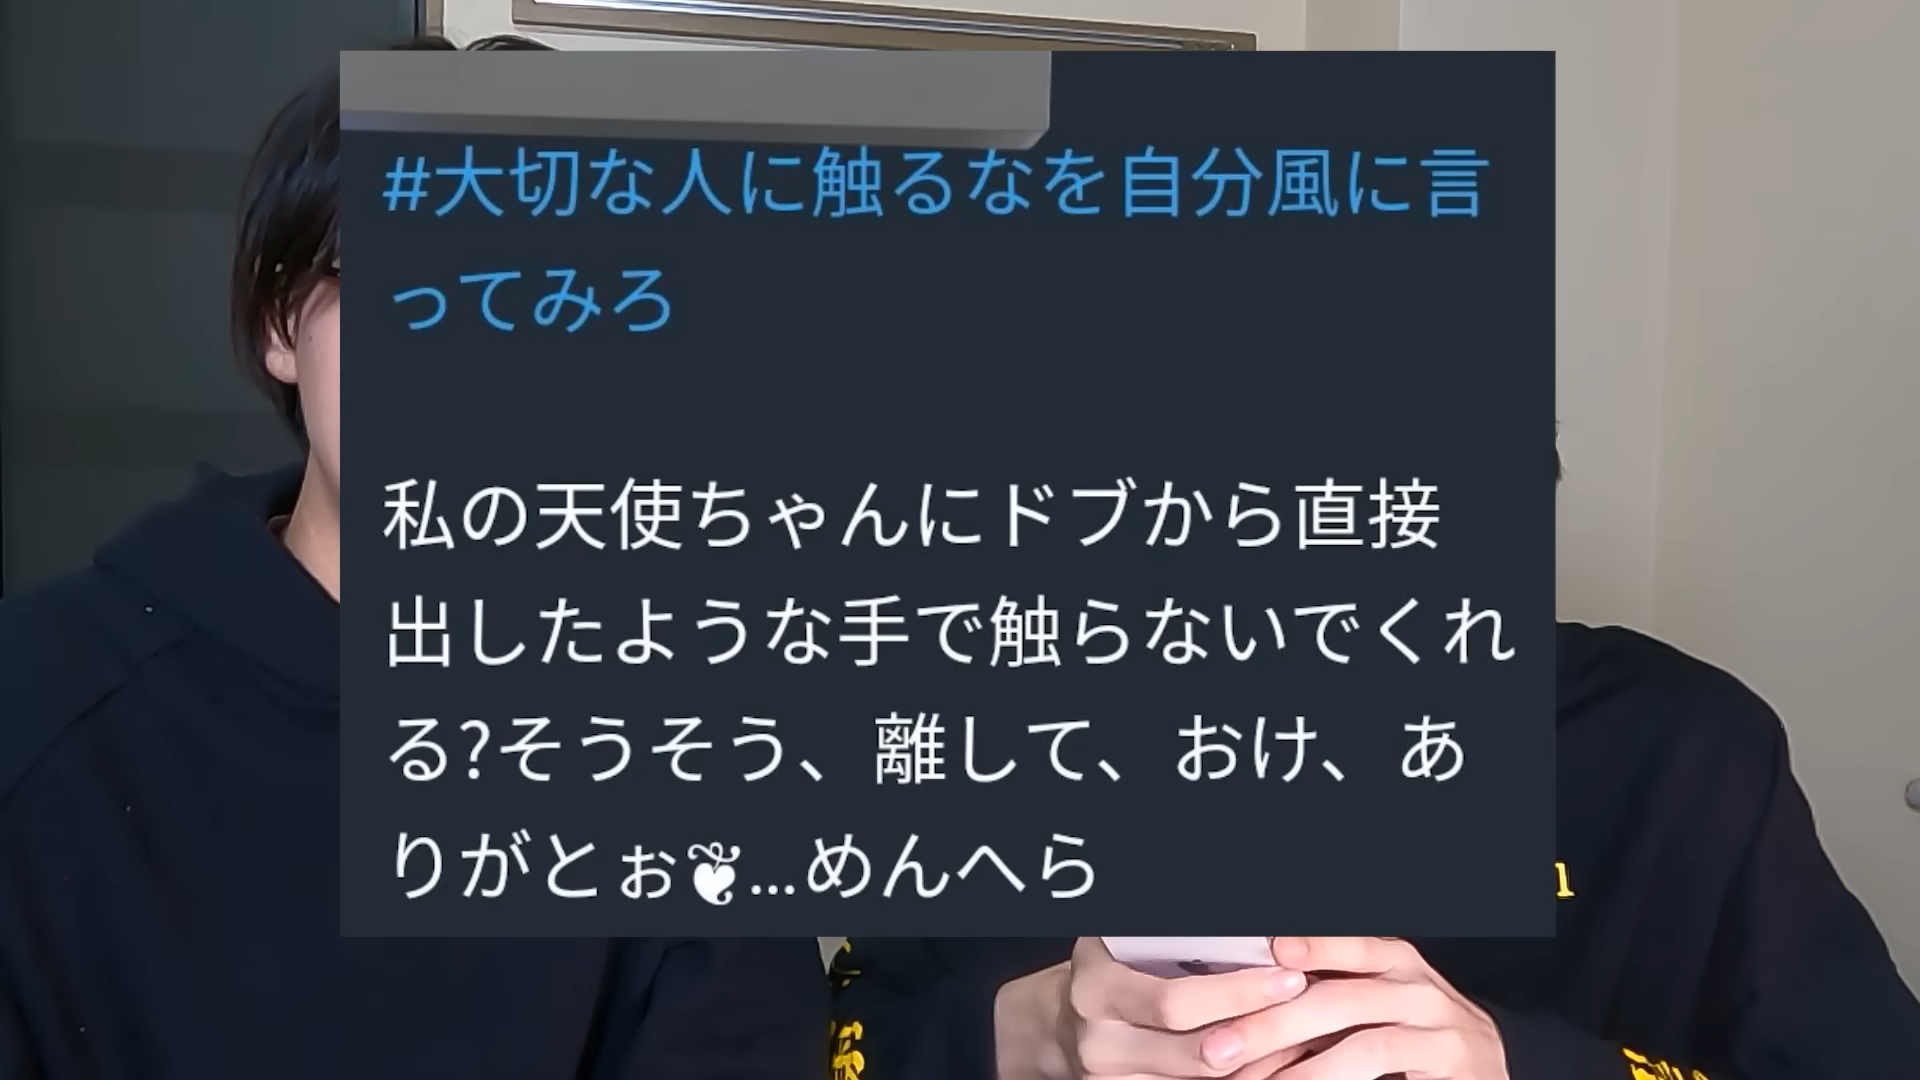 #大切な人に触るなを自分風に言
ってみろ
私の天使ちゃんにドブから直接
出したような手で触らないでくれ
る?そうそう、離して、おけ、あ
りがとぉ❦...めんへら